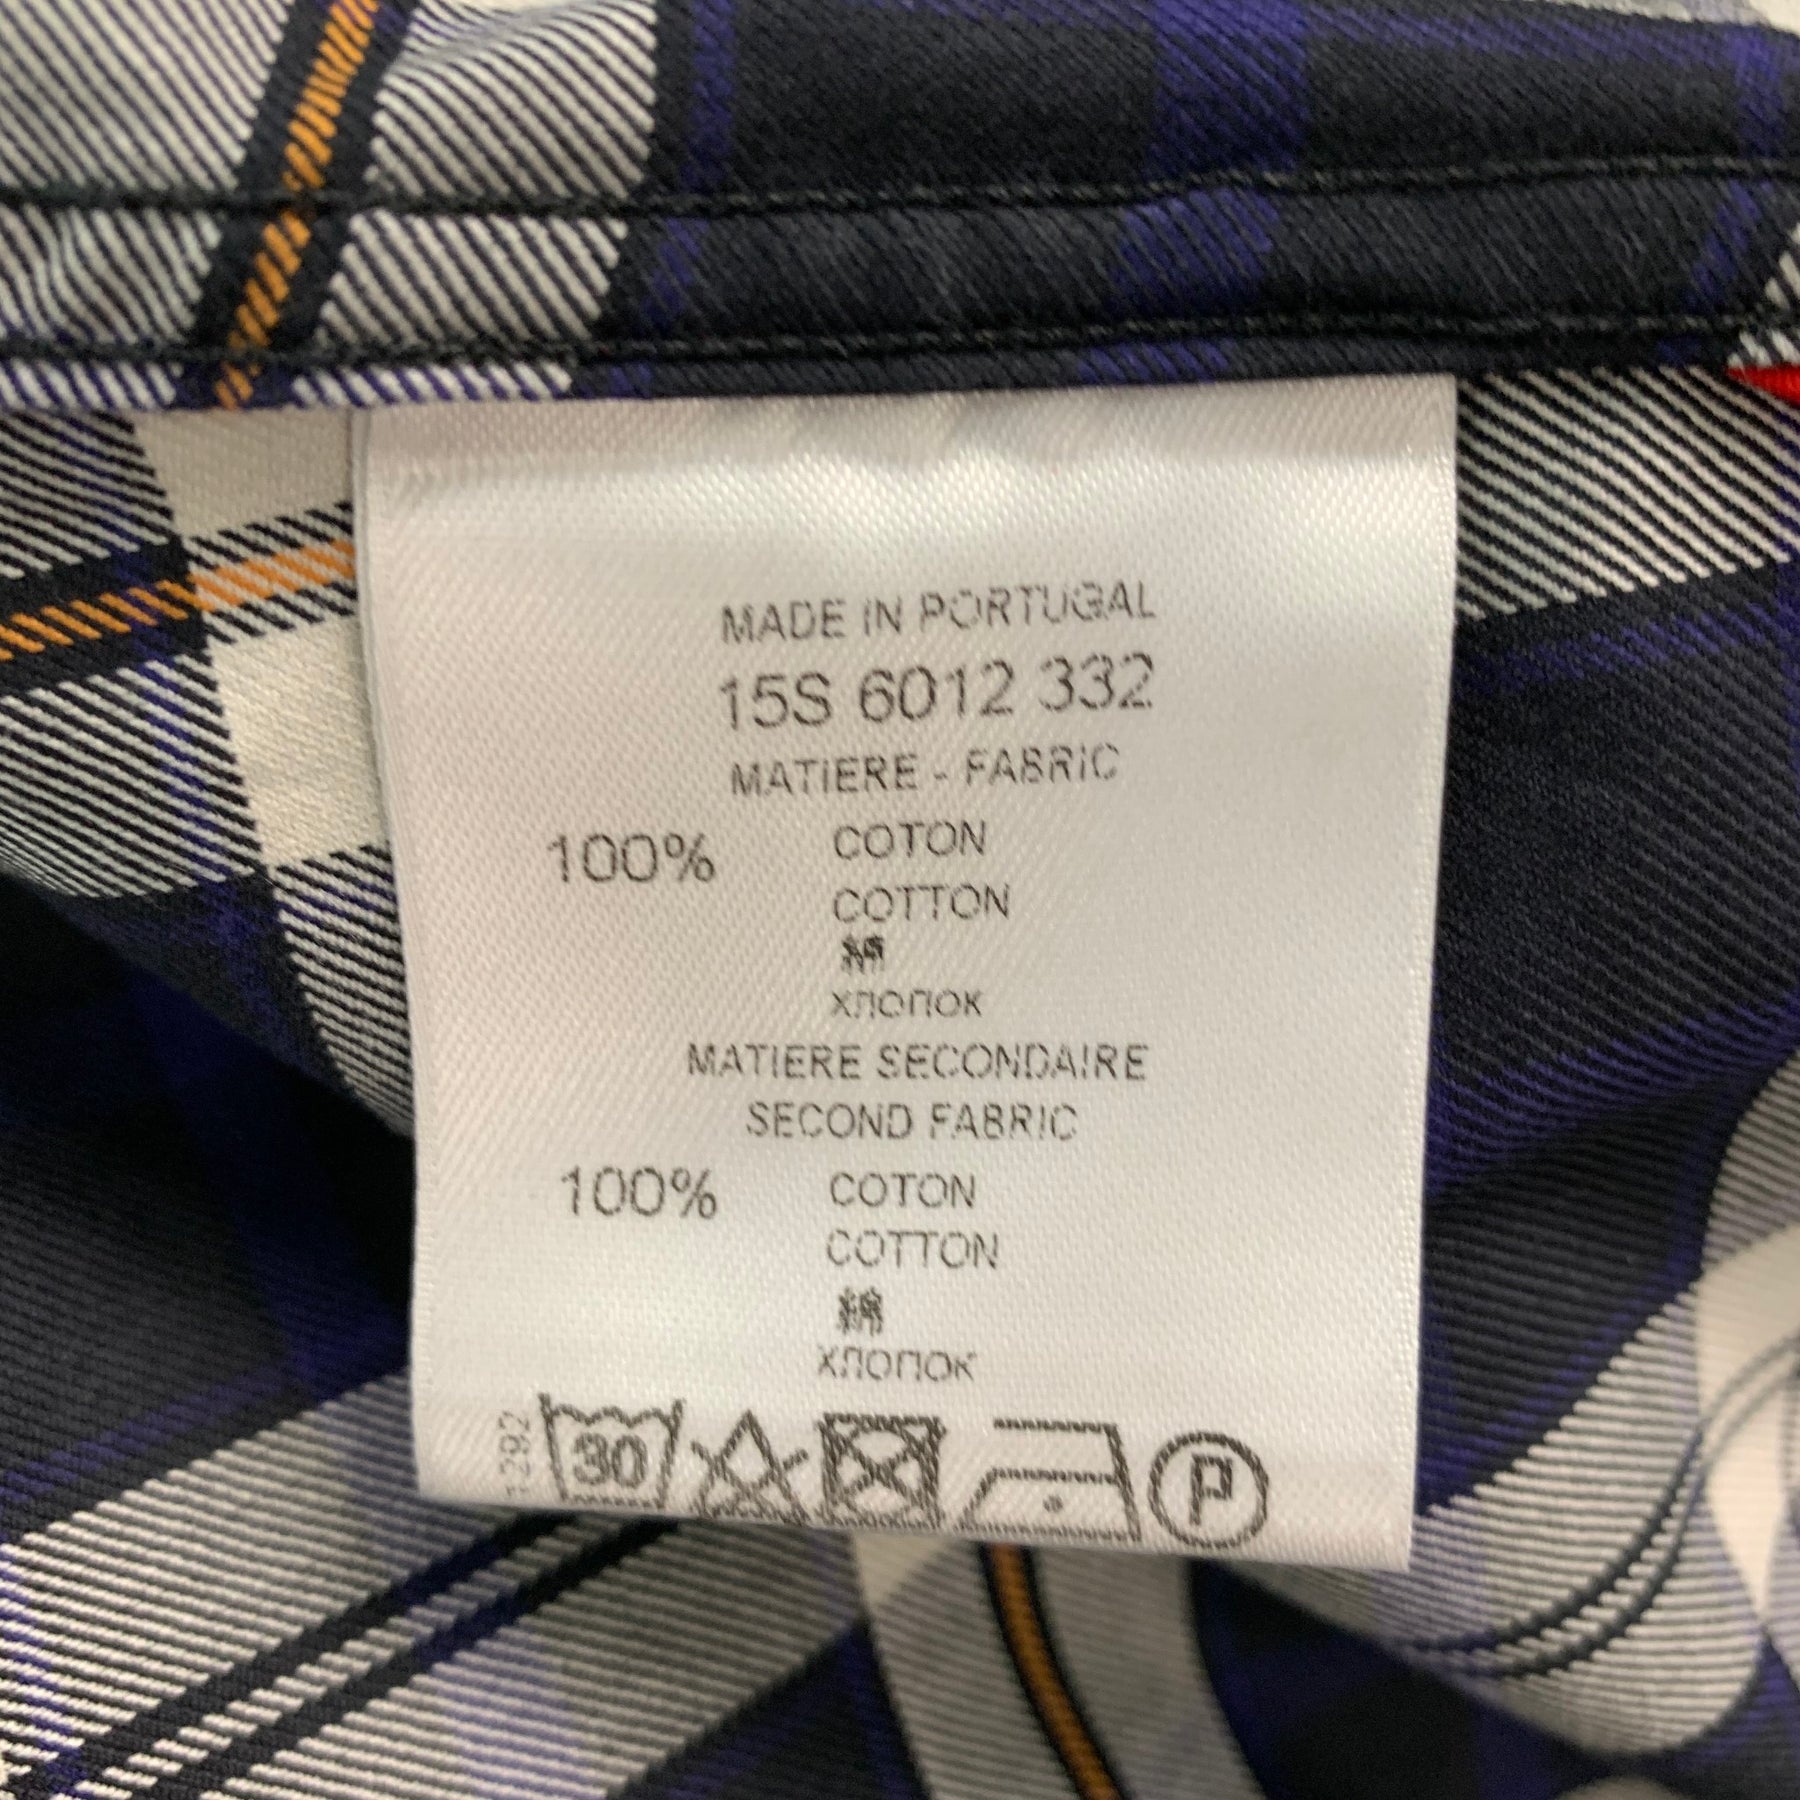 MADE IN PORTUGAL
15S 6012 332
MATIERE - FABRIC
100% COTON
COTTON
綿
ХЛОПОК
MATIERE SECONDAIRE
SECOND FABRIC
100% COTON
COTTON
綿
ХЛОПОК
1292
30
P